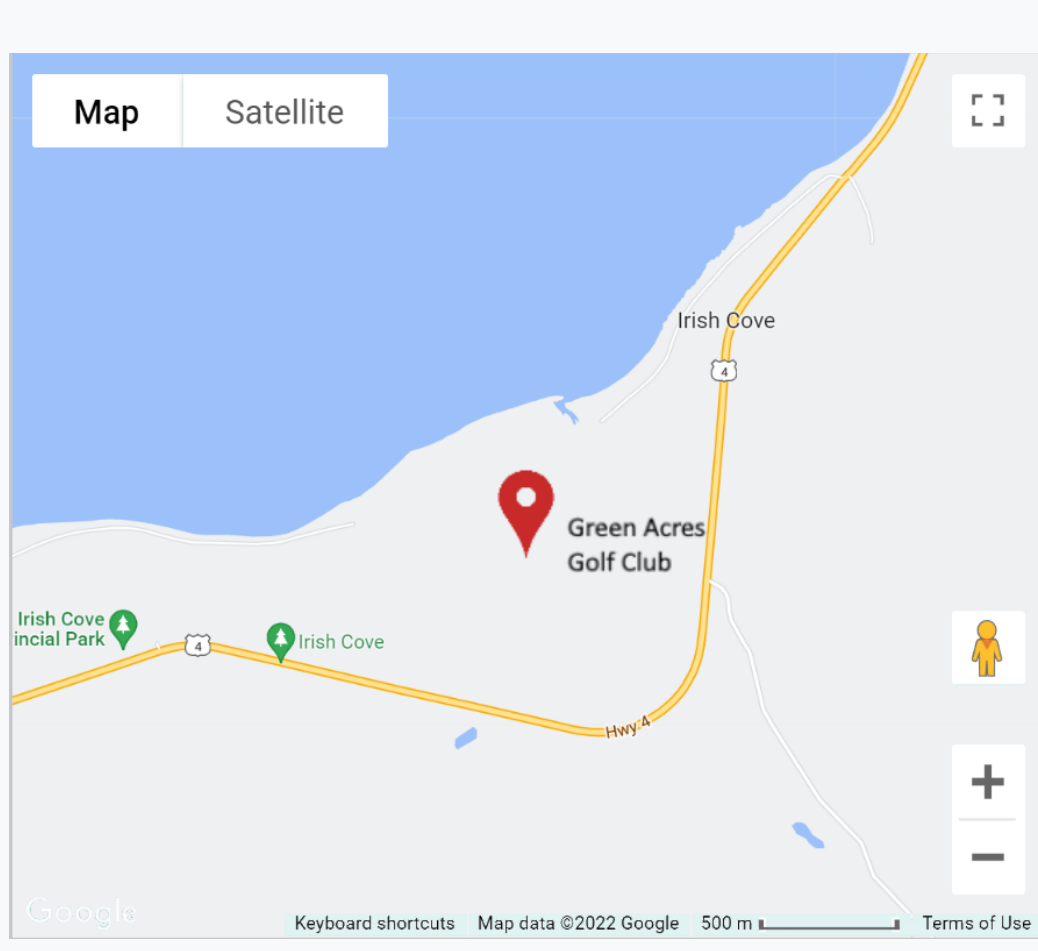 Map
Satellite
Irish Cove
4
Green Acres
Golf Club
Irish Cove
incial Park
4
Irish Cove
Hwy 4
Google
Keyboard shortcuts
Map data ©2022 Google
500 m
Terms of Use